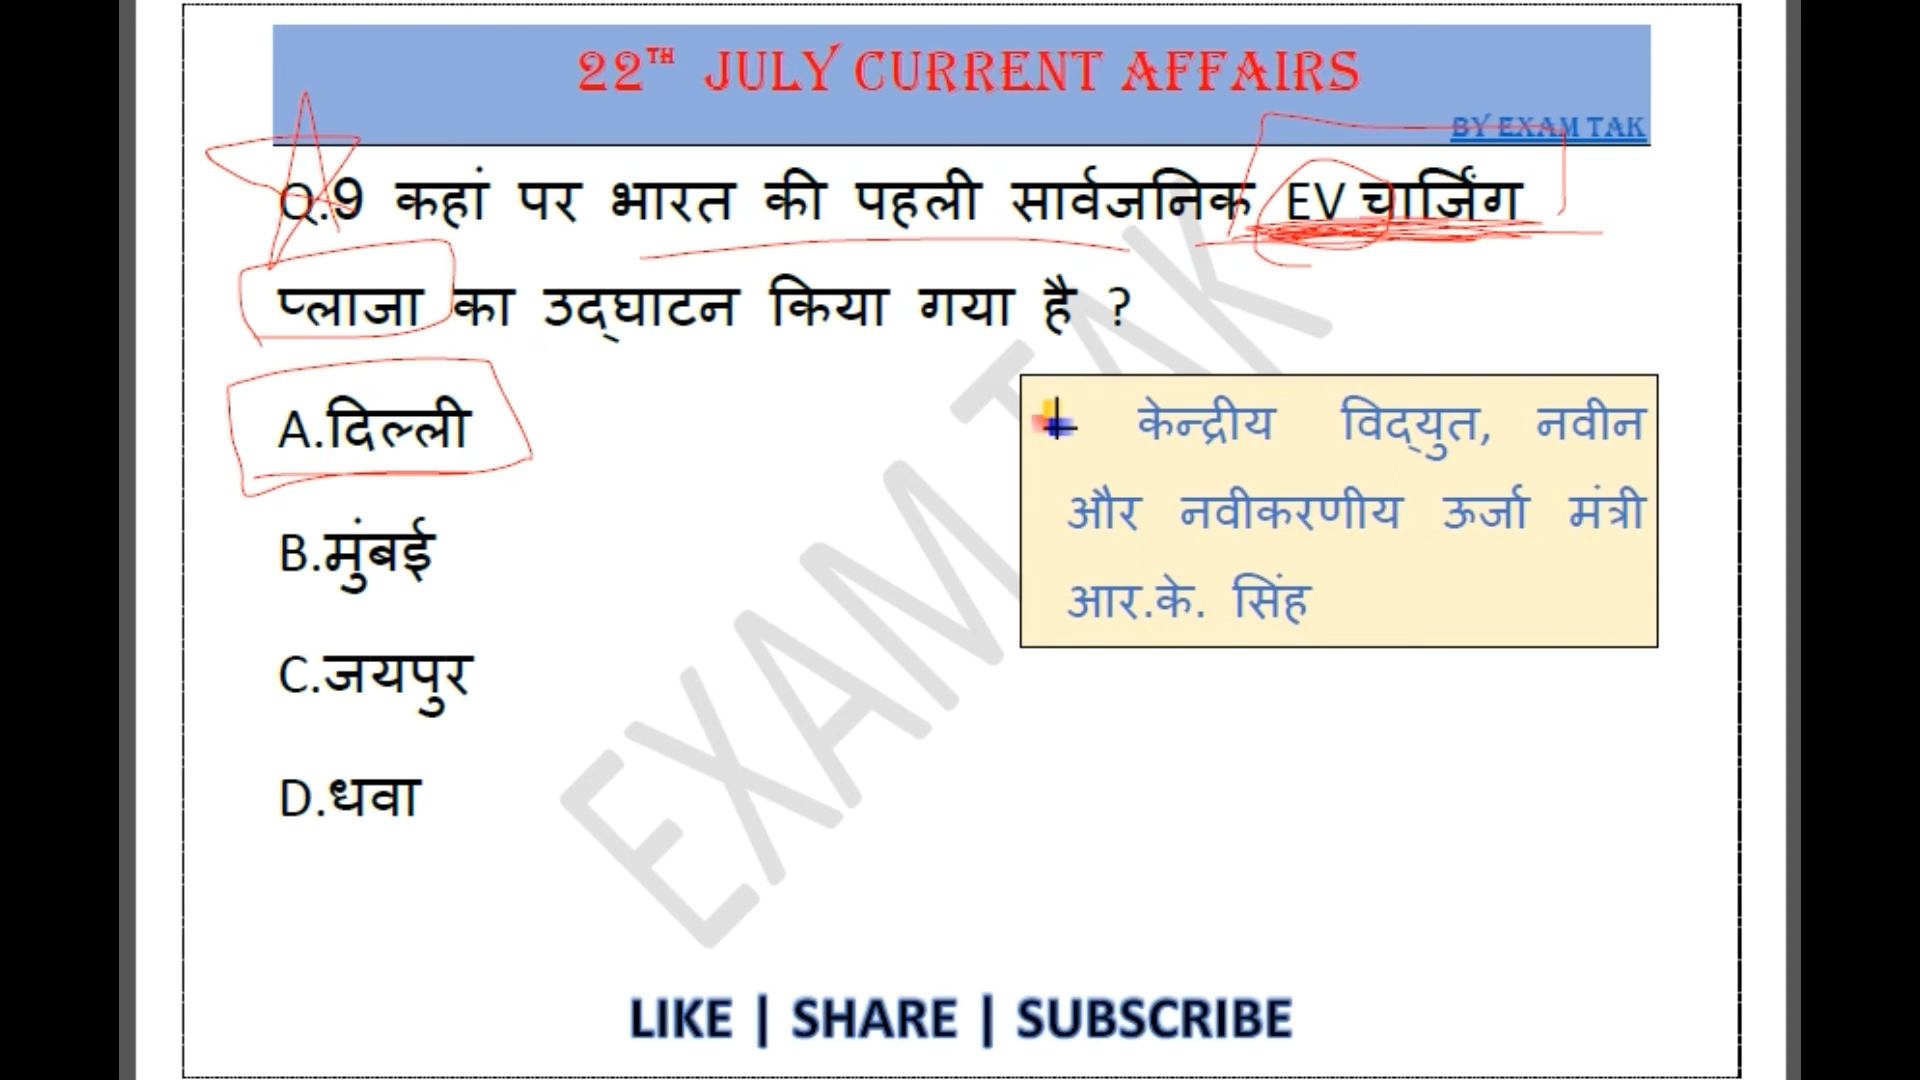 22TH JULY CURRENT AFFAIRS
BY EXAM TAK
Q.9 कहां पर भारत की पहली सार्वजनिक EV चार्जिंग
प्लाजा का उद्घाटन किया गया है ?
A.दिल्ली
केन्द्रीय विद्युत, नवीन
और नवीकरणीय ऊर्जा मंत्री
आर.के. सिंह
B.मुंबई
C.जयपुर
D.धवा
EXAM TAK
LIKE | SHARE | SUBSCRIBE